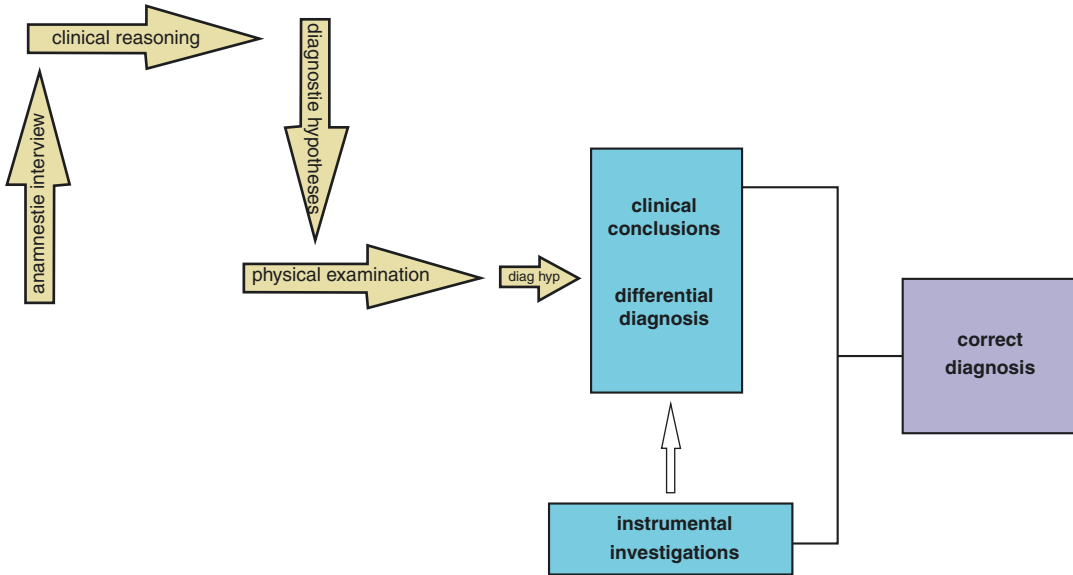 anamnestie interview
clinical reasoning
diagnostie hypotheses
physical examination
diag hyp
clinical
conclusions
differential
diagnosis
instrumental
investigations
correct
diagnosis